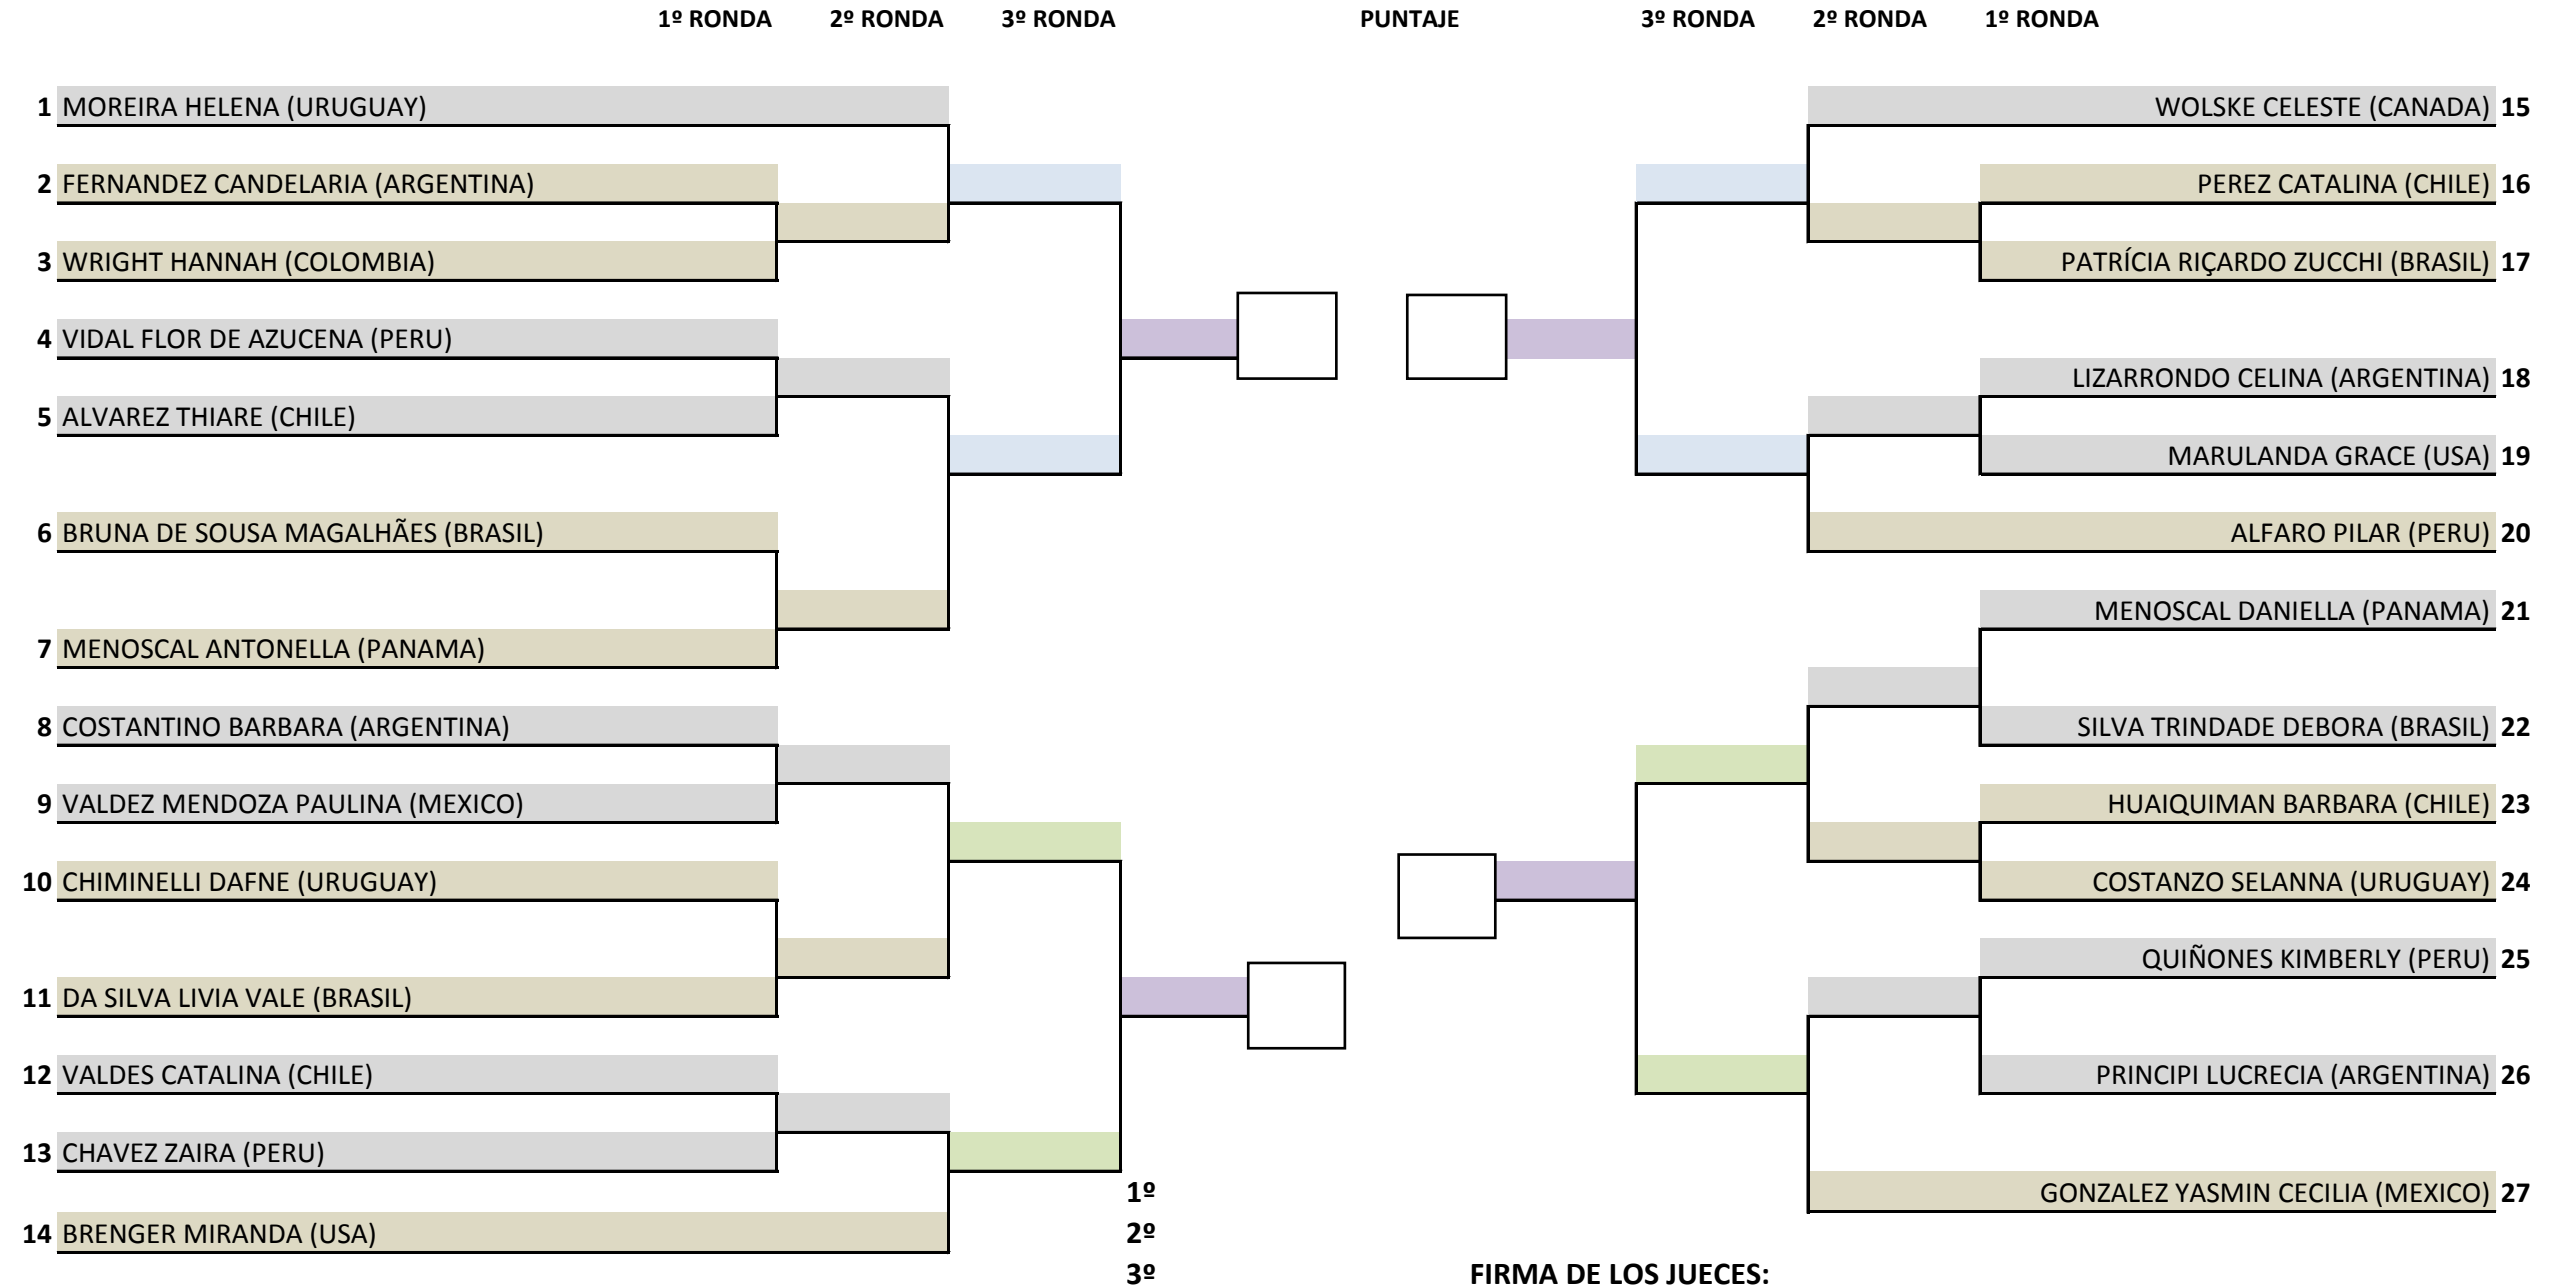 1º RONDA 2º RONDA 3º RONDA PUNTAJE 3º RONDA 2º RONDA 1º RONDA
1 MOREIRA HELENA (URUGUAY)
2 FERNANDEZ CANDELARIA (ARGENTINA)
3 WRIGHT HANNAH (COLOMBIA)
4 VIDAL FLOR DE AZUCENA (PERU)
5 ALVAREZ THIARE (CHILE)
6 BRUNA DE SOUSA MAGALHÃES (BRASIL)
7 MENOSCAL ANTONELLA (PANAMA)
8 COSTANTINO BARBARA (ARGENTINA)
9 VALDEZ MENDOZA PAULINA (MEXICO)
10 CHIMINELLI DAFNE (URUGUAY)
11 DA SILVA LIVIA VALE (BRASIL)
12 VALDES CATALINA (CHILE)
13 CHAVEZ ZAIRA (PERU)
14 BRENGER MIRANDA (USA)
WOLSKE CELESTE (CANADA) 15
PEREZ CATALINA (CHILE) 16
PATRÍCIA RIÇARDO ZUCCHI (BRASIL) 17
LIZARRONDO CELINA (ARGENTINA) 18
MARULANDA GRACE (USA) 19
ALFARO PILAR (PERU) 20
MENOSCAL DANIELLA (PANAMA) 21
SILVA TRINDADE DEBORA (BRASIL) 22
HUAIQUIMAN BARBARA (CHILE) 23
COSTANZO SELANNA (URUGUAY) 24
QUIÑONES KIMBERLY (PERU) 25
PRINCIPI LUCRECIA (ARGENTINA) 26
GONZALEZ YASMIN CECILIA (MEXICO) 27
1º
2º
3º
FIRMA DE LOS JUECES: